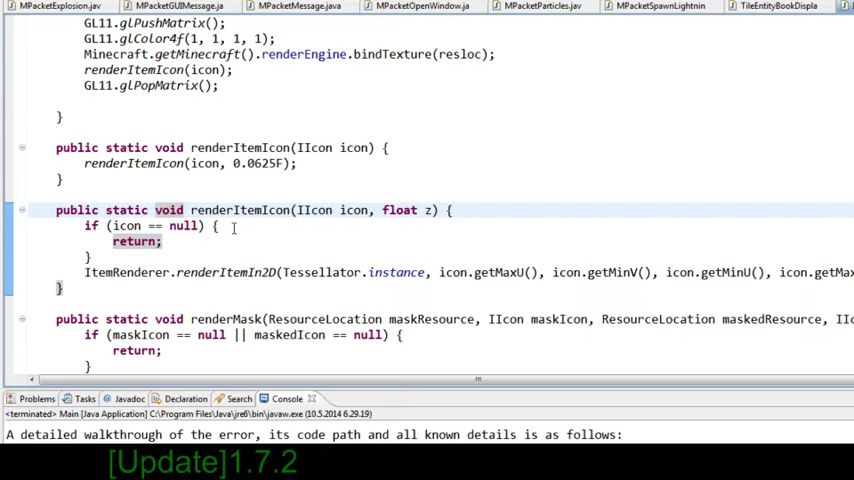 MPacketExplosion.jav MPacketGUIMessage.ja MPacketMessage.java MPacketOpenWindow.ja MPacketParticles.jav MPacketSpawnLightnin TileEntityBookDispla
GL11.glPushMatrix();
GL11.glColor4f(1, 1, 1, 1);
Minecraft.getMinecraft().renderEngine.bindTexture(resloc);
renderItemIcon(icon);
GL11.glPopMatrix();
}
public static void renderItemIcon(IIcon icon) {
renderItemIcon(icon, 0.0625F);
}
public static void renderItemIcon(IIcon icon, float z) {
if (icon == null) {
return;
}
ItemRenderer.renderItemIn2D(Tessellator.instance, icon.getMaxU(), icon.getMinV(), icon.getMinU(), icon.getMax
}
public static void renderMask(ResourceLocation maskResource, IIcon maskIcon, ResourceLocation maskedResource, IIc
if (maskIcon == null || maskedIcon == null) {
return;
}
Problems Tasks Javadoc Declaration Search Console
<terminated> Main [Java Application] C:\Program Files\Java\jre6\bin\javaw.exe (10.5.2014 6.29.19)
A detailed walkthrough of the error, its code path and all known details is as follows:
[Update]1.7.2